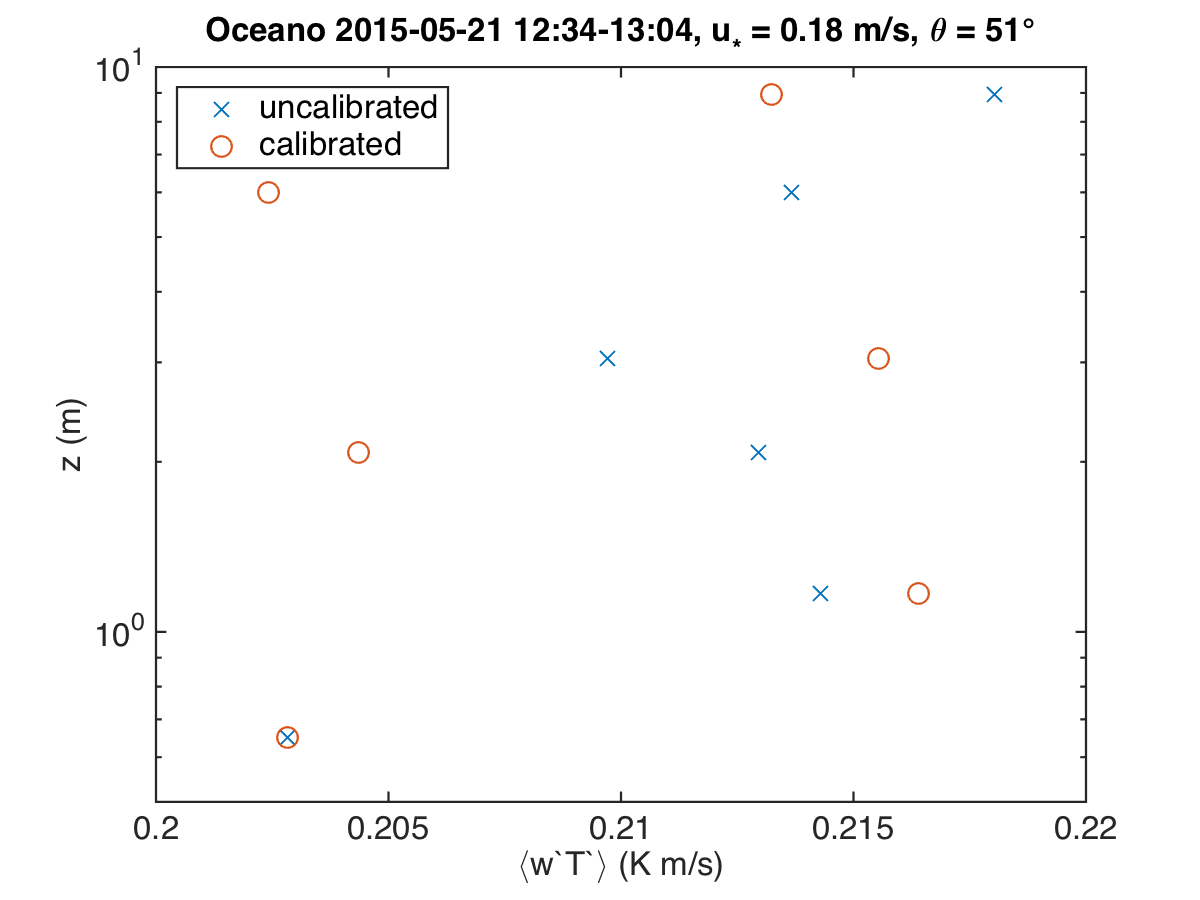 Oceano 2015-05-21 12:34-13:04, u* = 0.18 m/s, θ = 51°
10¹
uncalibrated
calibrated
z (m)
10⁰
0.2 0.205 0.21 0.215 0.22
⟨w`T`⟩ (K m/s)